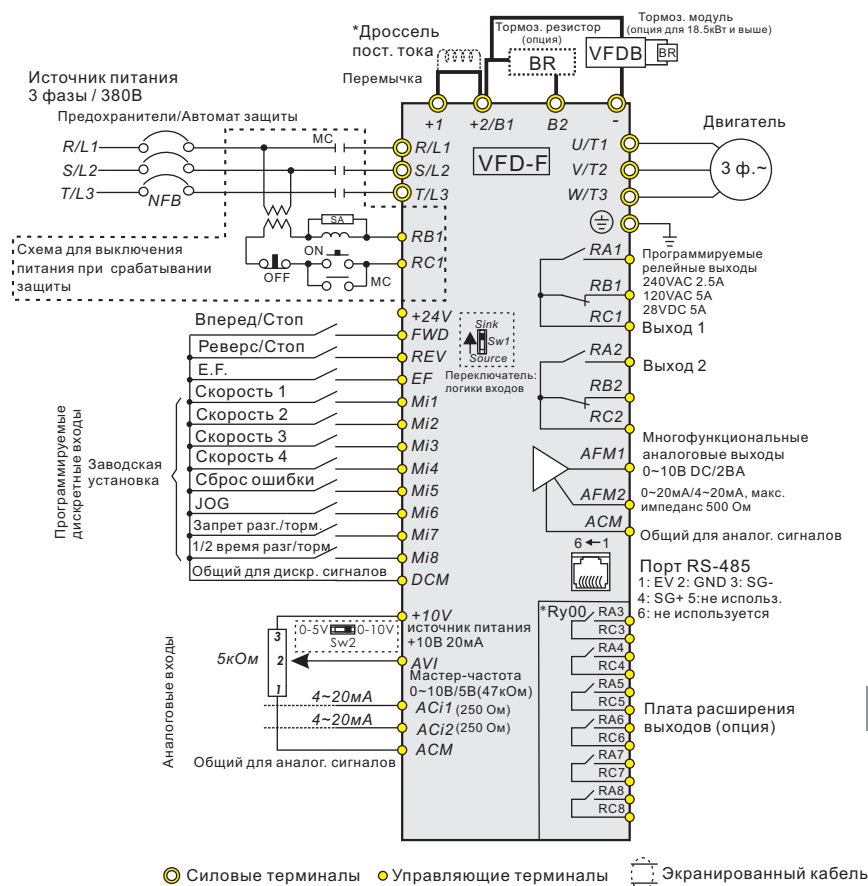 *Дроссель
пост. тока
Перемычка
Тормоз. резистор
(опция)
BR
Тормоз. модуль
(опция для 18.5кВт и выше)
VFDB
BR
Источник питания
3 фазы / 380В
Предохранители/Автомат защиты
+1
+2/B1
B2
-
R/L1
S/L2
T/L3
NFB
MC
R/L1
S/L2
T/L3
VFD-F
U/T1
V/T2
W/T3
Двигатель
3 ф.~
Схема для выключения
питания при срабатывании
защиты
SA
ON
OFF
MC
RB1
RC1
RA1
RB1
RC1
Программируемые
релейные выходы
240VAC 2.5A
120VAC 5A
28VDC 5A
Выход 1
RA2
RB2
RC2
Выход 2
Программируемые
дискретные входы
Заводская
установка
Вперед/Стоп
Реверс/Стоп
E.F.
Скорость 1
Скорость 2
Скорость 3
Скорость 4
Сброс ошибки
JOG
Запрет разг./торм.
1/2 время разг/торм
Общий для дискр. сигналов
+24V
FWD
REV
EF
Mi1
Mi2
Mi3
Mi4
Mi5
Mi6
Mi7
Mi8
DCM
Sink
Sw1
Source
Переключатель:
логики входов
AFM1
AFM2
ACM
Многофункциональные
аналоговые выходы
0~10В DC/2ВА
0~20мА/4~20мА, макс.
импеданс 500 Ом
Общий для аналог. сигналов
6←1
Порт RS-485
1: EV 2: GND 3: SG-
4: SG+ 5:не использ.
6: не используется
Аналоговые входы
5кОм
3
2
1
0-5V
0-10V
Sw2
+10V
источник питания
+10В 20мА
AVI
Мастер-частота
0~10В/5В(47кОм)
4~20мА
ACi1 (250 Ом)
4~20мА
ACi2 (250 Ом)
ACM
Общий для аналог. сигналов
*Ry00
RA3
RC3
RA4
RC4
RA5
RC5
RA6
RC6
RA7
RC7
RA8
RC8
Плата расширения
выходов (опция)
Силовые терминалы
Управляющие терминалы
Экранированный кабель